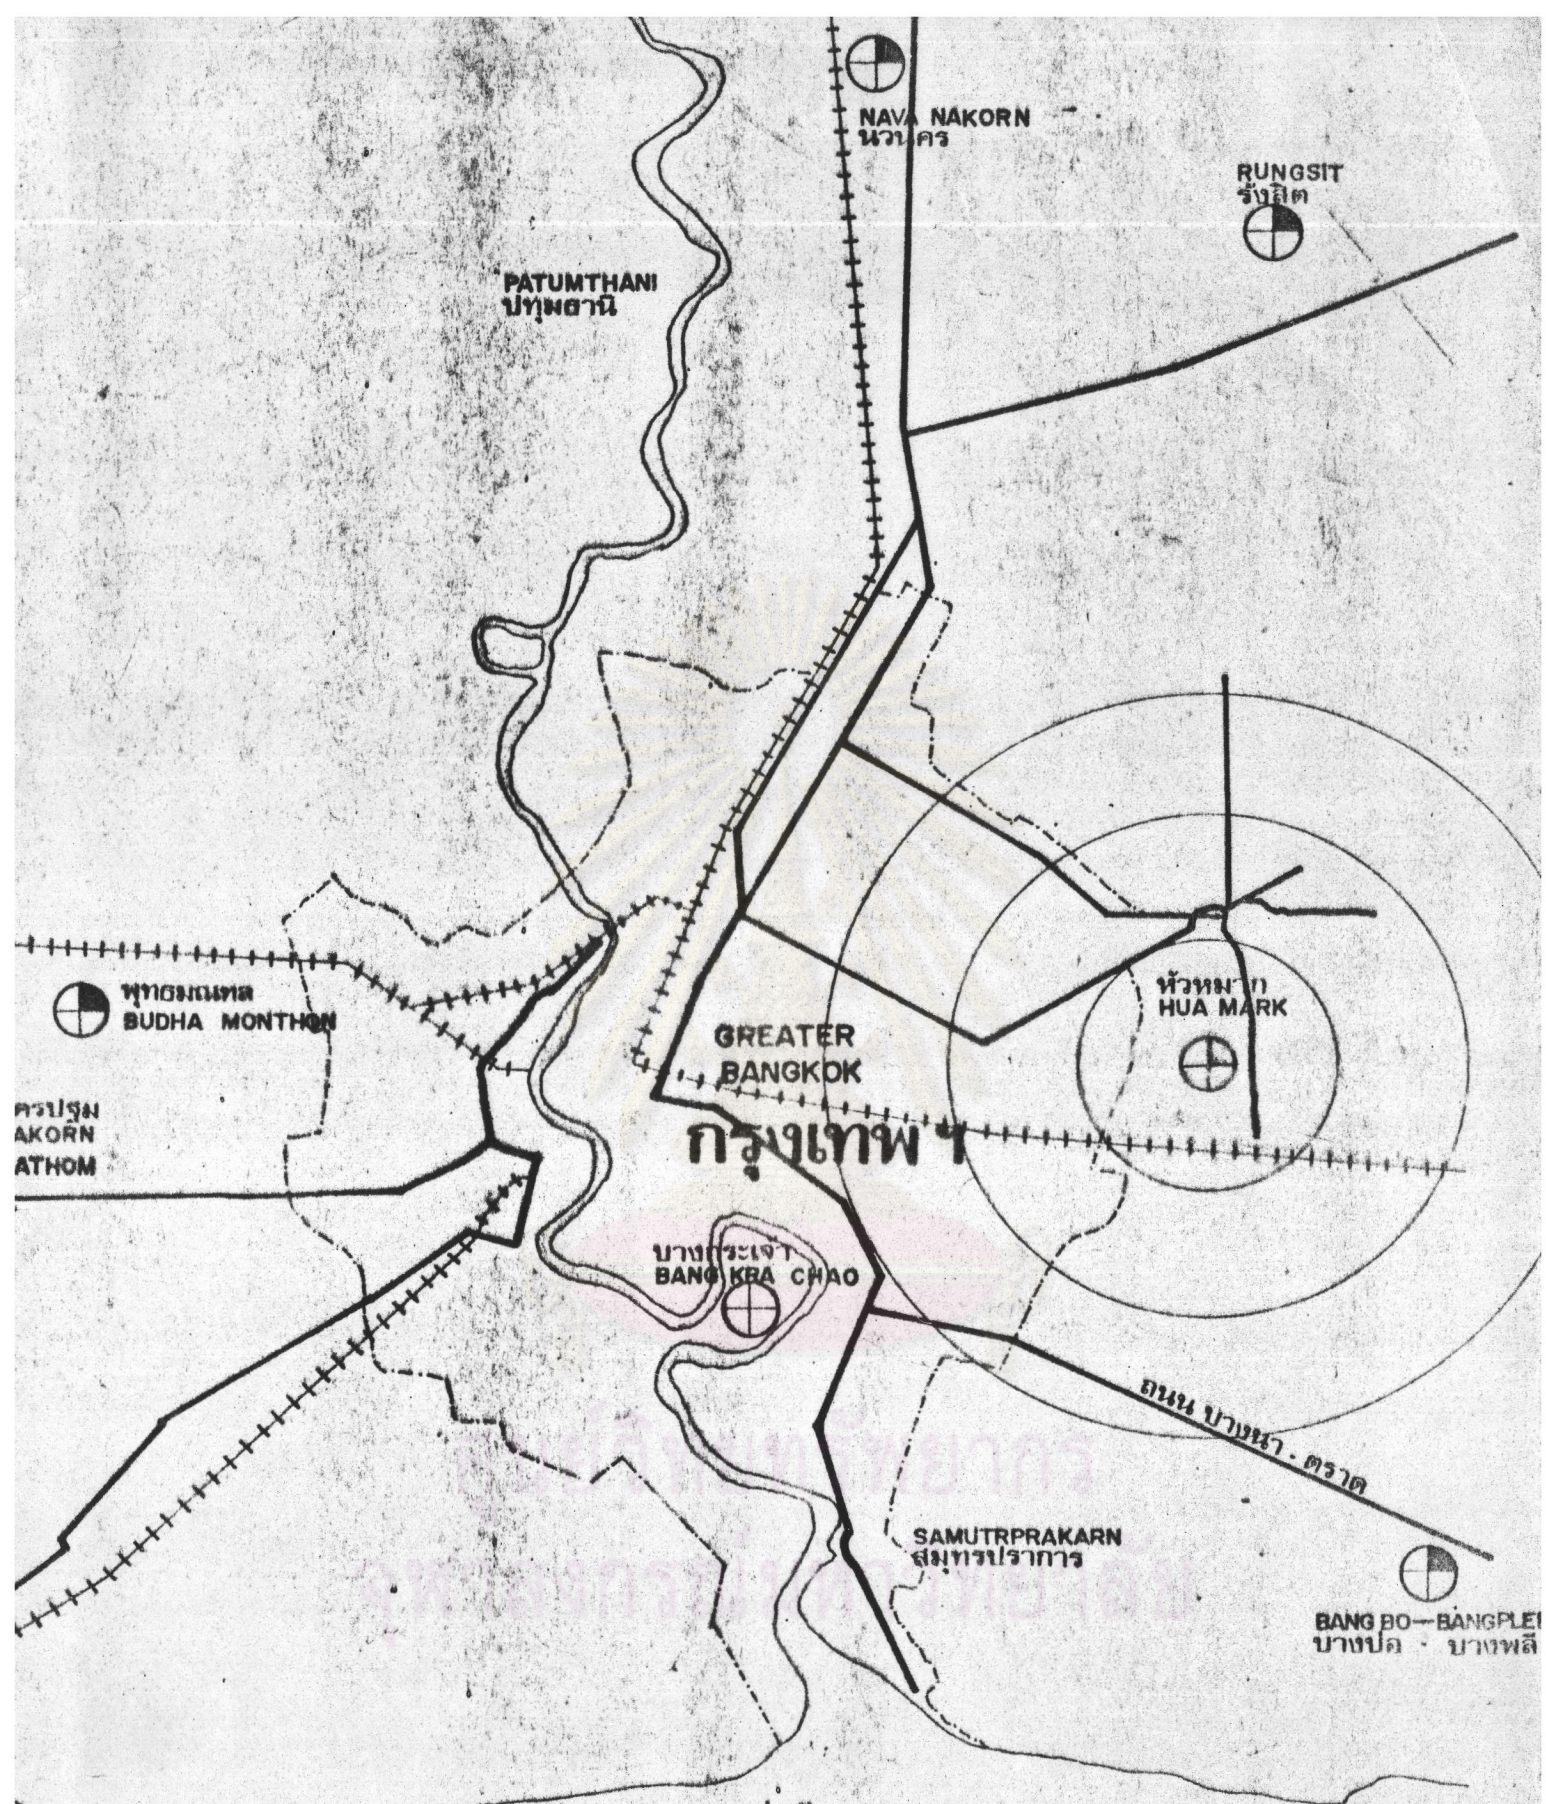 NAVA NAKORN
นวนคร
RUNGSIT
รังสิต
PATUMTHANI
ปทุมธานี
พุทธมณฑล
BUDHA MONTHON
หัวหมาก
HUA MARK
GREATER
BANGKOK
กรุงเทพฯ
ครปฐม
AKORN
ATHOM
บางกระเจ้า
BANG KRA CHAO
ถนน บางนา - ตราด
SAMUTRPRAKARN
สมุทรปราการ
BANG BO-BANGPLEE
บางบ่อ - บางพลี